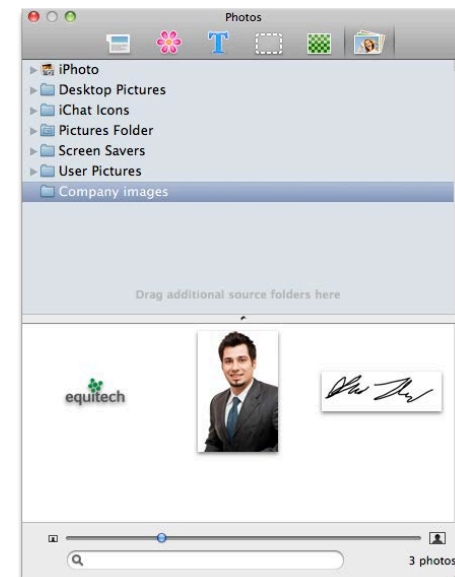 Photos
T
iPhoto
Desktop Pictures
iChat Icons
Pictures Folder
Screen Savers
User Pictures
Company images
Drag additional source folders here
equitech
3 photos